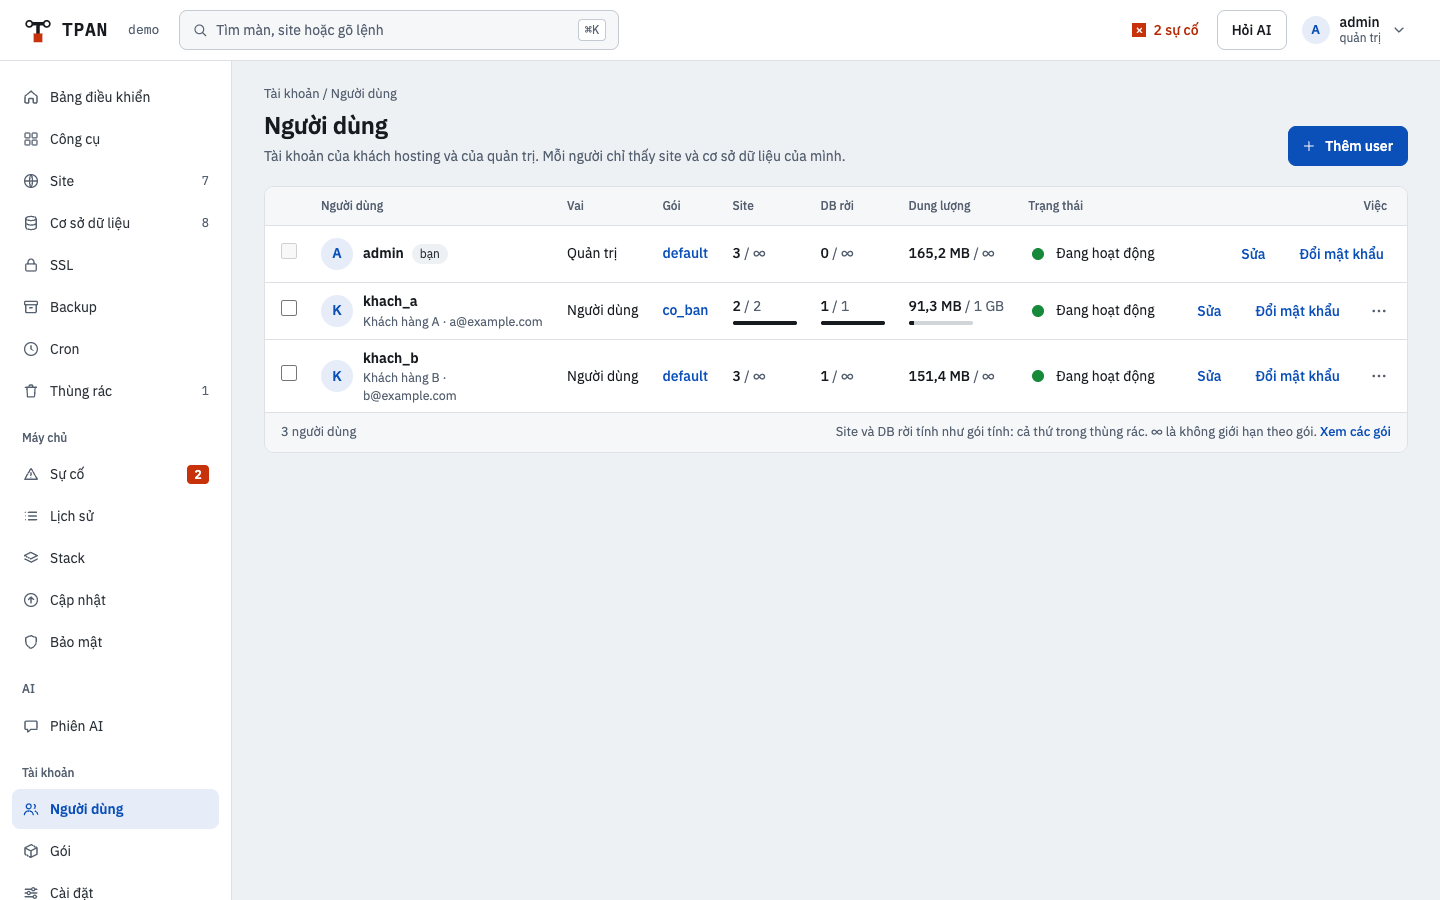 TPAN demo
Tìm màn, site hoặc gõ lệnh ⌘K
2 sự cố
Hỏi AI
A admin
quản trị
Bảng điều khiển
Công cụ
Site 7
Cơ sở dữ liệu 8
SSL
Backup
Cron
Thùng rác 1
Máy chủ
Sự cố 2
Lịch sử
Stack
Cập nhật
Bảo mật
AI
Phiên AI
Tài khoản
Người dùng
Gói
Cài đặt
Tài khoản / Người dùng
Người dùng
Tài khoản của khách hosting và của quản trị. Mỗi người chỉ thấy site và cơ sở dữ liệu của mình.
+ Thêm user
Người dùng Vai Gói Site DB rời Dung lượng Trạng thái Việc
A admin bạn Quản trị default 3 / ∞ 0 / ∞ 165,2 MB / ∞ Đang hoạt động Sửa Đổi mật khẩu
K khach_a Người dùng co_ban 2 / 2 1 / 1 91,3 MB / 1 GB Đang hoạt động Sửa Đổi mật khẩu ···
Khách hàng A · a@example.com
K khach_b Người dùng default 3 / ∞ 1 / ∞ 151,4 MB / ∞ Đang hoạt động Sửa Đổi mật khẩu ···
Khách hàng B ·
b@example.com
3 người dùng
Site và DB rời tính như gói tính: cả thứ trong thùng rác. ∞ là không giới hạn theo gói. Xem các gói